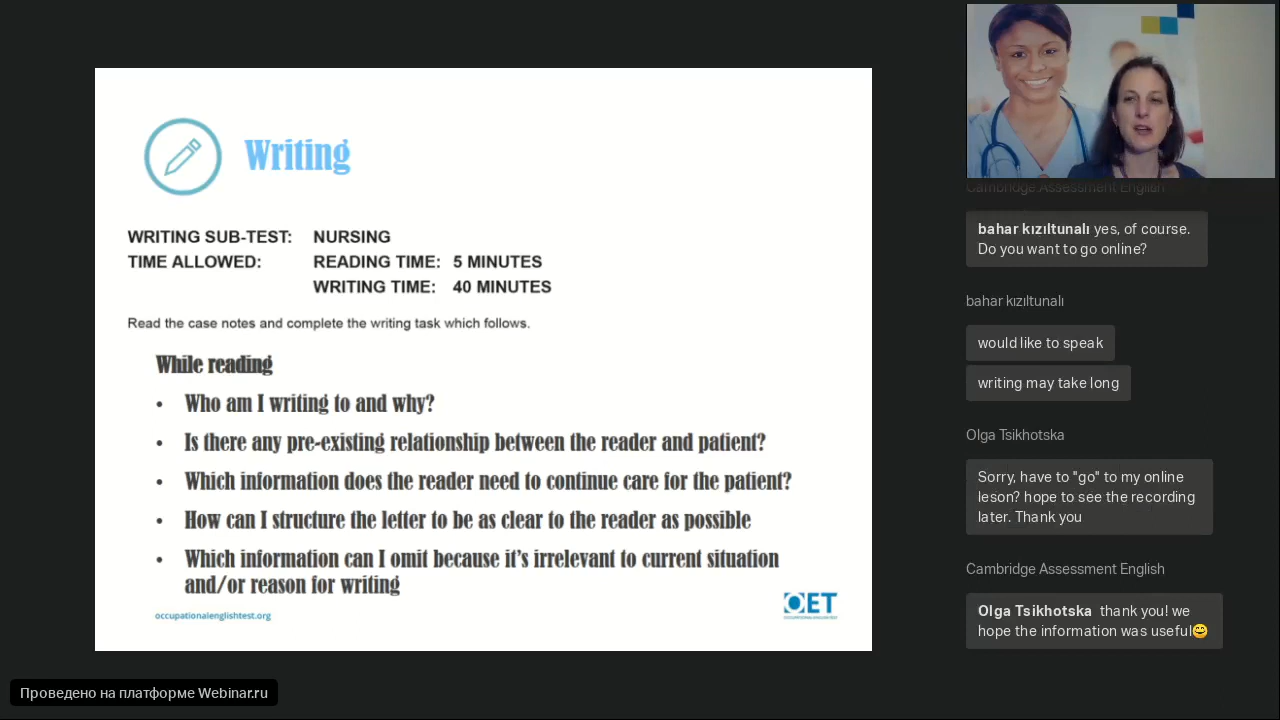 Writing
WRITING SUB-TEST: NURSING
TIME ALLOWED: READING TIME: 5 MINUTES
WRITING TIME: 40 MINUTES
Read the case notes and complete the writing task which follows.
While reading
• Who am I writing to and why?
• Is there any pre-existing relationship between the reader and patient?
• Which information does the reader need to continue care for the patient?
• How can I structure the letter to be as clear to the reader as possible
• Which information can I omit because it's irrelevant to current situation
and/or reason for writing
occupationalenglishtest.org
OET
OCCUPATIONAL ENGLISH TEST
Cambridge Assessment English
bahar kızıltunalı yes, of course.
Do you want to go online?
bahar kızıltunalı
would like to speak
writing may take long
Olga Tsikhotska
Sorry, have to "go" to my online
leson? hope to see the recording
later. Thank you
Cambridge Assessment English
Olga Tsikhotska thank you! we
hope the information was useful😄
Проведено на платформе Webinar.ru